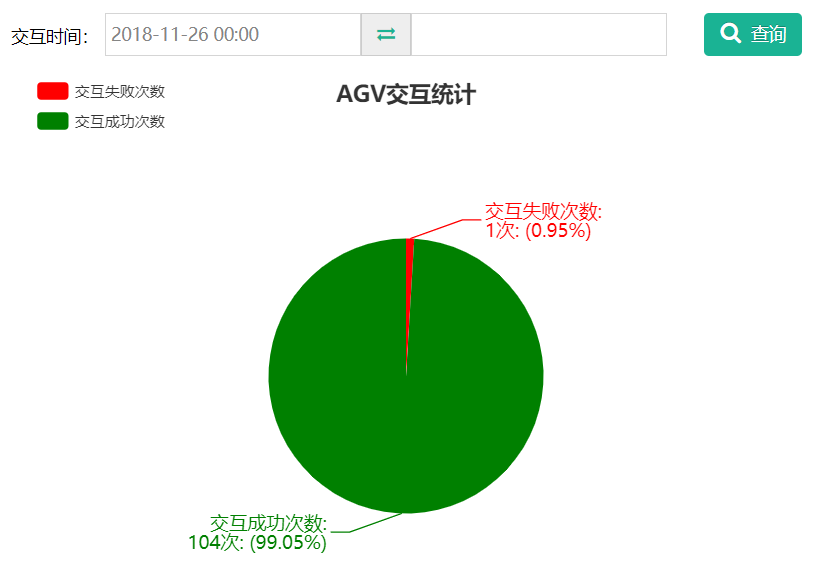 交互时间：
2018-11-26 00:00
查询
交互失败次数
交互成功次数
AGV交互统计
交互失败次数:
1次: (0.95%)
交互成功次数:
104次: (99.05%)